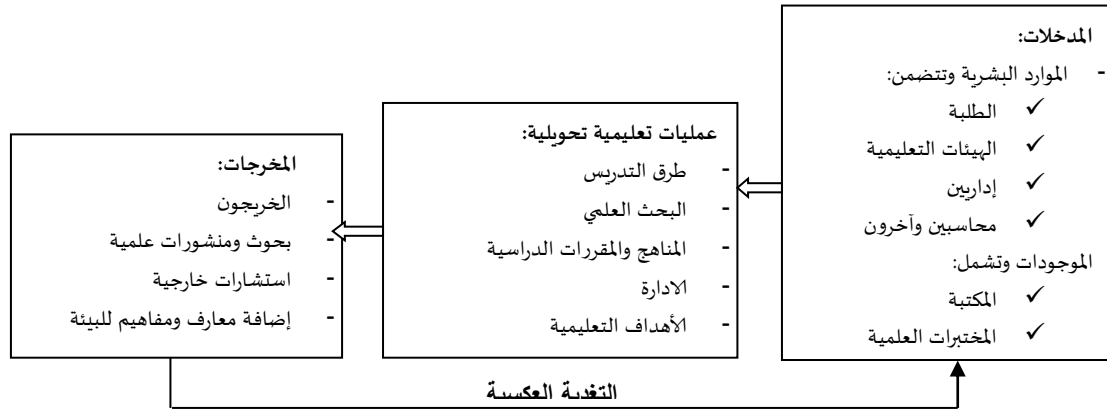 المدخلات:
- الموارد البشرية وتتضمن:
✓ الطلبة
✓ الهيئات التعليمية
✓ إداريين
✓ محاسبين وآخرون
الموجودات وتشمل:
✓ المكتبة
✓ المختبرات العلمية
عمليات تعليمية تحويلية:
- طرق التدريس
- البحث العلمي
- المناهج والمقررات الدراسية
- الادارة
- الأهداف التعليمية
المخرجات:
- الخريجون
- بحوث ومنشورات علمية
- استشارات خارجية
- إضافة معارف ومفاهيم للبيئة
التغذية العكسية